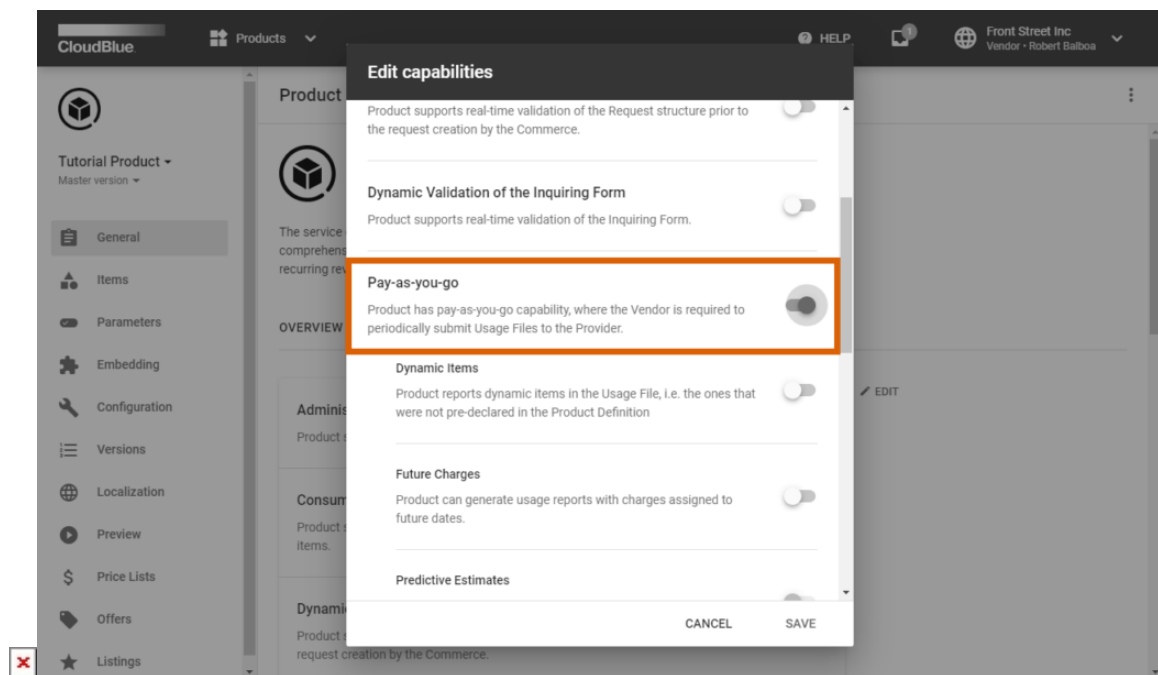 CloudBlue
Products
HELP
1
Front Street Inc
Vendor • Robert Balboa
Tutorial Product
Master version
General
Items
Parameters
Embedding
Configuration
Versions
Localization
Preview
Price Lists
Offers
Listings
Product
The service
comprehens
recurring rev
OVERVIEW
Adminis
Product s
Consum
Product s
items.
Dynami
Product s
request creation by the Commerce.
EDIT
Edit capabilities
Product supports real-time validation of the Request structure prior to
the request creation by the Commerce.
Dynamic Validation of the Inquiring Form
Product supports real-time validation of the Inquiring Form.
Pay-as-you-go
Product has pay-as-you-go capability, where the Vendor is required to
periodically submit Usage Files to the Provider.
Dynamic Items
Product reports dynamic items in the Usage File, i.e. the ones that
were not pre-declared in the Product Definition
Future Charges
Product can generate usage reports with charges assigned to
future dates.
Predictive Estimates
CANCEL
SAVE